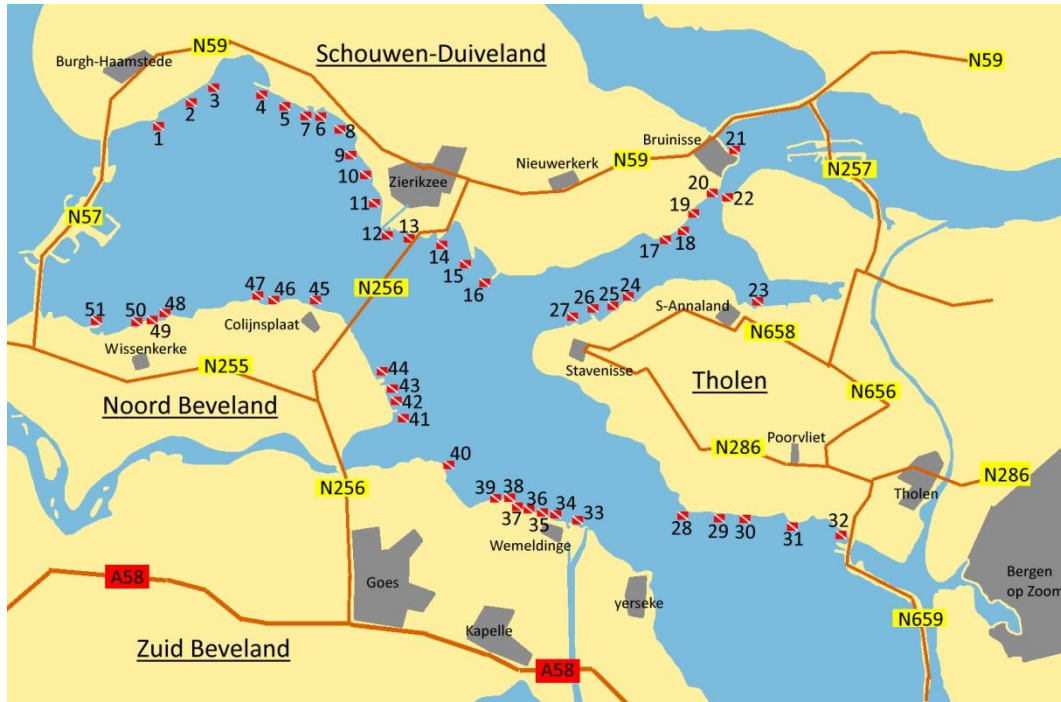 N59
Schouwen-Duiveland
Burgh-Haamstede
N59
3
4
2
5
7
6
1
8
Bruinisse
21
9
Nieuwerkerk
N59
N257
10
Zierikzee
20
22
11
19
N57
12
13
18
17
14
15
16
47
46
45
N256
24
23
25
26
27
S-Annaland
48
51
50
49
Colijnsplaat
Wissenkerke
N658
N255
44
Stavenisse
43
Tholen
N656
42
Noord Beveland
41
Poorvliet
40
N286
N286
N256
39
38
Tholen
37
36
35
34
33
28
29
30
31
32
Wemeldinge
A58
Goes
Bergen
op Zoom
yerseke
N659
Kapelle
Zuid Beveland
A58